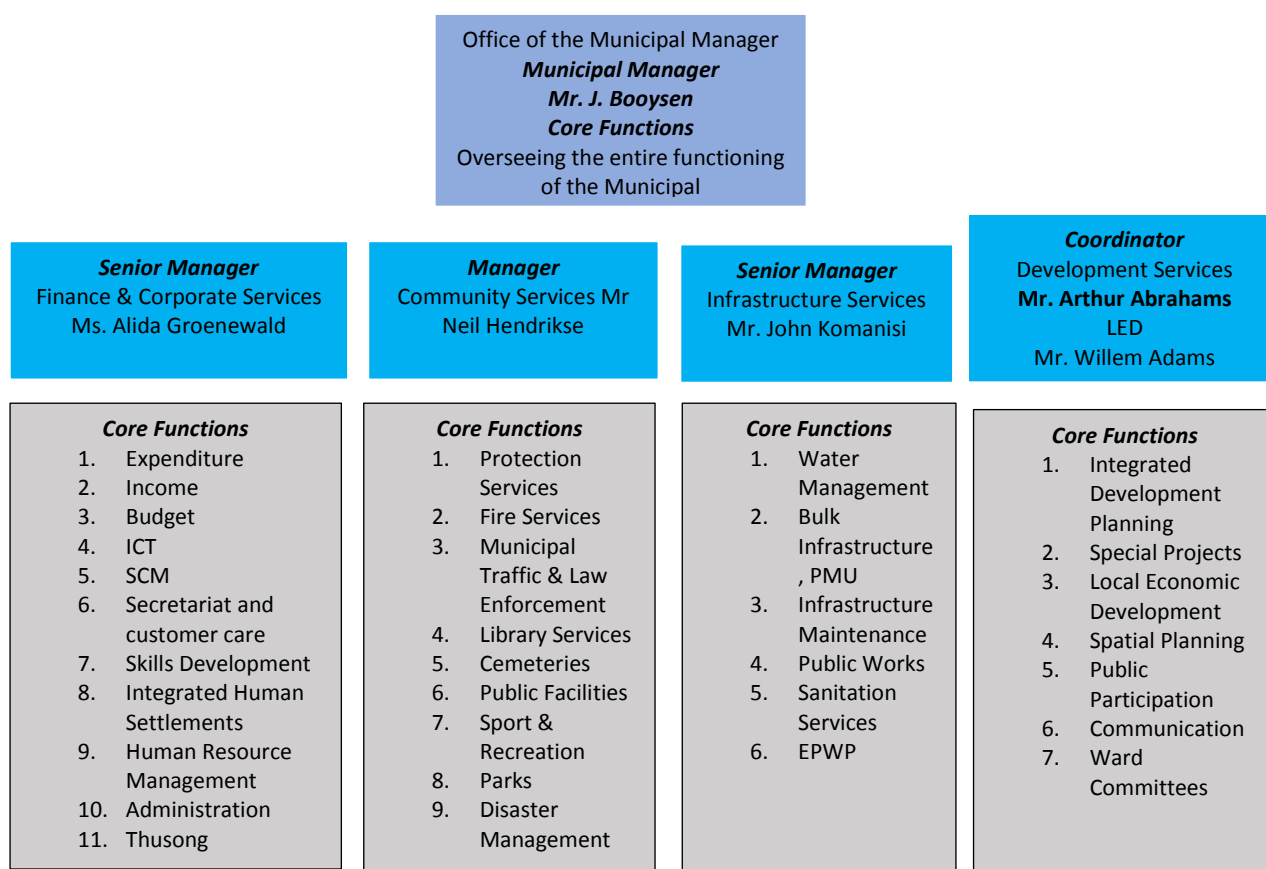 Office of the Municipal Manager
Municipal Manager
Mr. J. Booysen
Core Functions
Overseeing the entire functioning
of the Municipal
Senior Manager
Finance & Corporate Services
Ms. Alida Groenewald
Manager
Community Services Mr
Neil Hendrikse
Senior Manager
Infrastructure Services
Mr. John Komanisi
Coordinator
Development Services
Mr. Arthur Abrahams
LED
Mr. Willem Adams
Core Functions
1. Expenditure
2. Income
3. Budget
4. ICT
5. SCM
6. Secretariat and
customer care
7. Skills Development
8. Integrated Human
Settlements
9. Human Resource
Management
10. Administration
11. Thusong
Core Functions
1. Protection
Services
2. Fire Services
3. Municipal
Traffic & Law
Enforcement
4. Library Services
5. Cemeteries
6. Public Facilities
7. Sport &
Recreation
8. Parks
9. Disaster
Management
Core Functions
1. Water
Management
2. Bulk
Infrastructure
, PMU
3. Infrastructure
Maintenance
4. Public Works
5. Sanitation
Services
6. EPWP
Core Functions
1. Integrated
Development
Planning
2. Special Projects
3. Local Economic
Development
4. Spatial Planning
5. Public
Participation
6. Communication
7. Ward
Committees